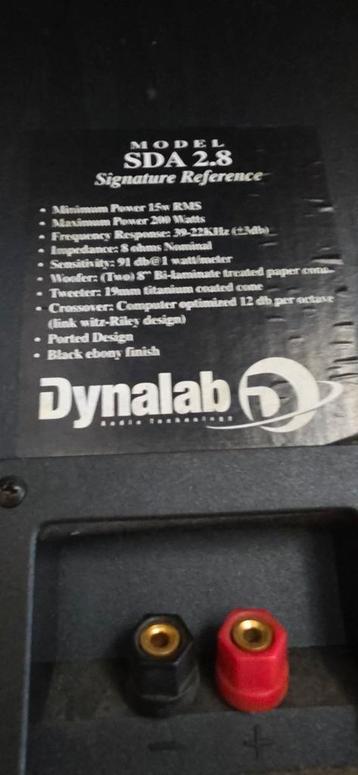 MODEL
SDA 2.8
Signature Reference
• Minimum Power 15w RMS
• Maximum Power 200 Watts
• Frequency Response: 39-22KHz (±3db)
• Impedance: 8 ohms Nominal
• Sensitivity: 91 db@1 watt/meter
• Woofer: (Two) 8" Bi-laminate treated paper cone
• Tweeter: 19mm titanium coated cone
• Crossover: Computer optimized 12 db per octave
(link witz-Riley design)
• Ported Design
• Black ebony finish
Dynalab
Audio Technology
− +